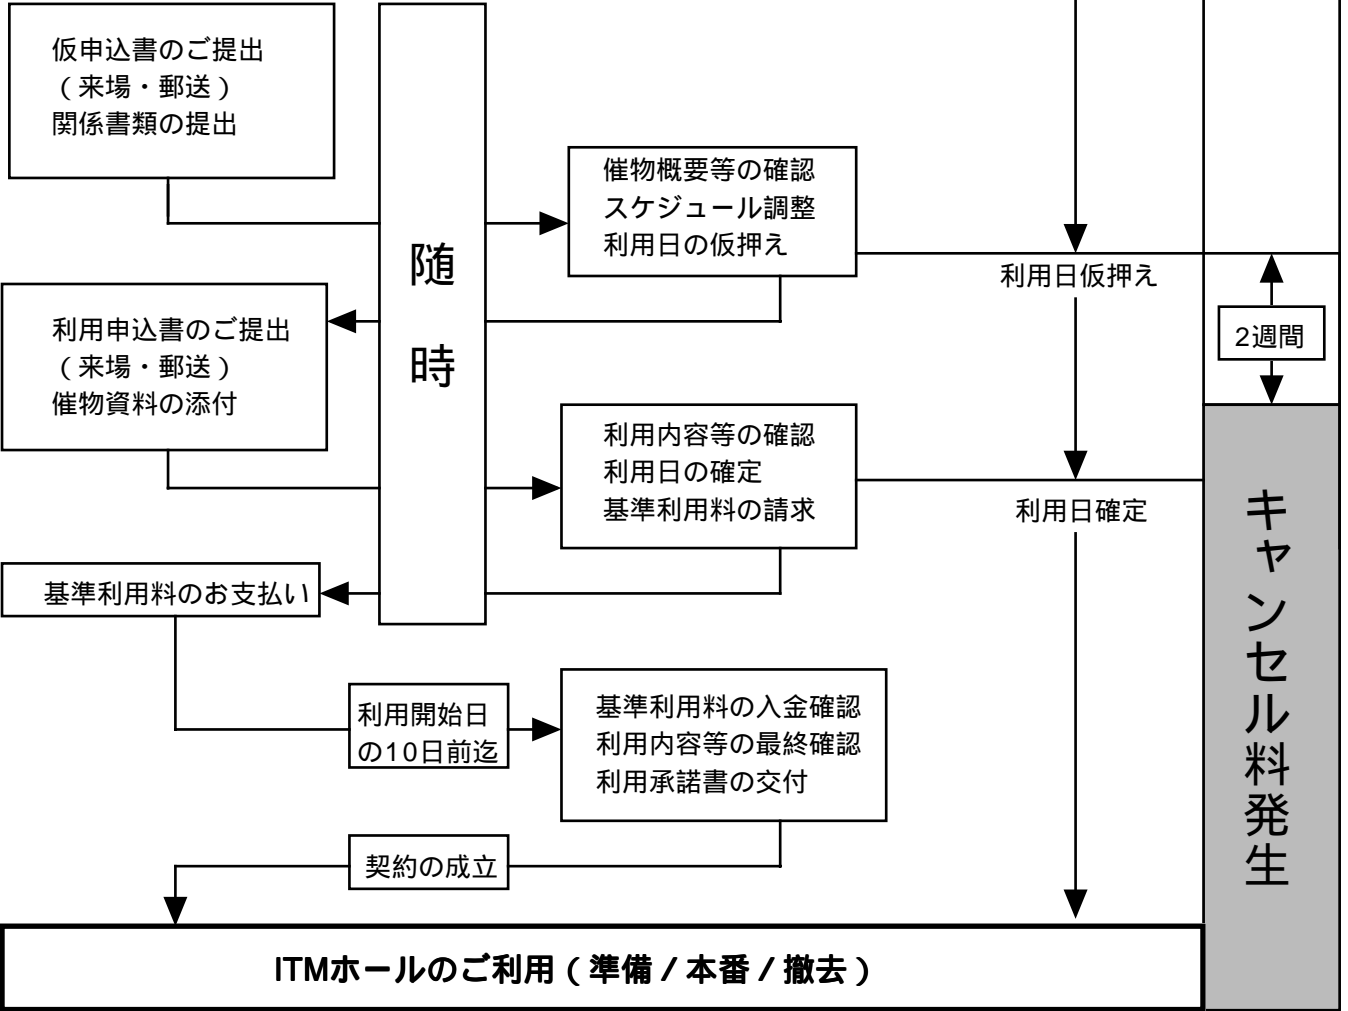 仮申込書のご提出
（来場・郵送）
関係書類の提出
随時
催物概要等の確認
スケジュール調整
利用日の仮押え
利用日仮押え
2週間
利用申込書のご提出
（来場・郵送）
催物資料の添付
利用内容等の確認
利用日の確定
基準利用料の請求
利用日確定
キャンセル料発生
基準利用料のお支払い
利用開始日
の10日前迄
基準利用料の入金確認
利用内容等の最終確認
利用承諾書の交付
契約の成立
ITMホールのご利用（準備／本番／撤去）